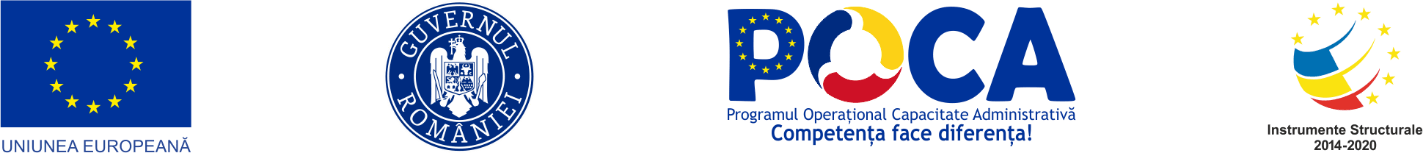 UNIUNEA EUROPEANĂ
GUVERNUL
ROMÂNIEI
POCA
Programul Operațional Capacitate Administrativă
Competența face diferența!
Instrumente Structurale
2014-2020